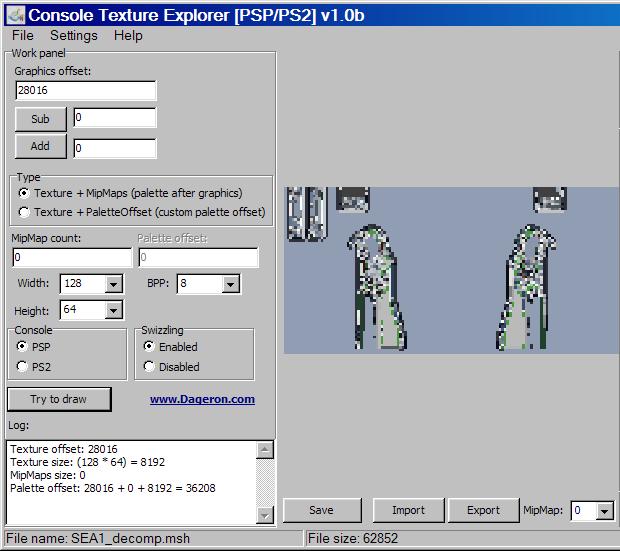 Console Texture Explorer [PSP/PS2] v1.0b
File Settings Help
Work panel
Graphics offset:
28016
Sub 0
Add 0
Type
Texture + MipMaps (palette after graphics)
Texture + PaletteOffset (custom palette offset)
MipMap count: Palette offset:
0 0
Width: 128 BPP: 8
Height: 64
Console Swizzling
PSP Enabled
PS2 Disabled
Try to draw www.Dageron.com
Log:
Texture offset: 28016
Texture size: (128 * 64) = 8192
MipMaps size: 0
Palette offset: 28016 + 0 + 8192 = 36208
Save Import Export MipMap: 0
File name: SEA1_decomp.msh File size: 62852